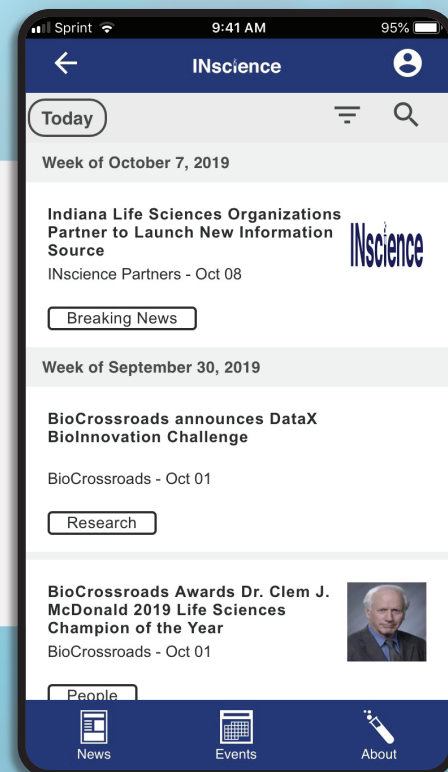 Sprint 9:41 AM 95%
INscience
Today
Week of October 7, 2019
Indiana Life Sciences Organizations
Partner to Launch New Information
Source
INscience
INscience Partners - Oct 08
Breaking News
Week of September 30, 2019
BioCrossroads announces DataX
BioInnovation Challenge
BioCrossroads - Oct 01
Research
BioCrossroads Awards Dr. Clem J.
McDonald 2019 Life Sciences
Champion of the Year
BioCrossroads - Oct 01
People
News Events About